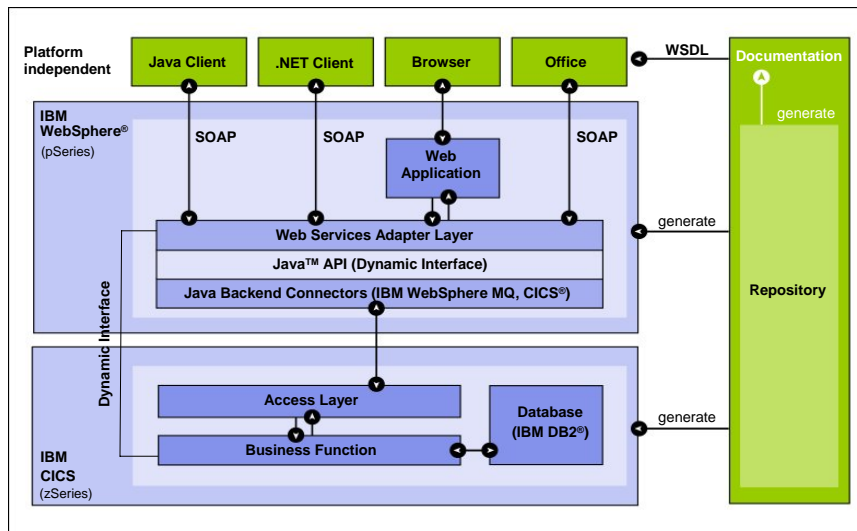 Platform
independent
Java Client
.NET Client
Browser
Office
WSDL
Documentation
generate
IBM
WebSphere®
(pSeries)
SOAP
SOAP
SOAP
Web
Application
Web Services Adapter Layer
Java™ API (Dynamic Interface)
Java Backend Connectors (IBM WebSphere MQ, CICS®)
generate
Repository
Dynamic Interface
Access Layer
Business Function
Database
(IBM DB2®)
generate
IBM
CICS
(zSeries)